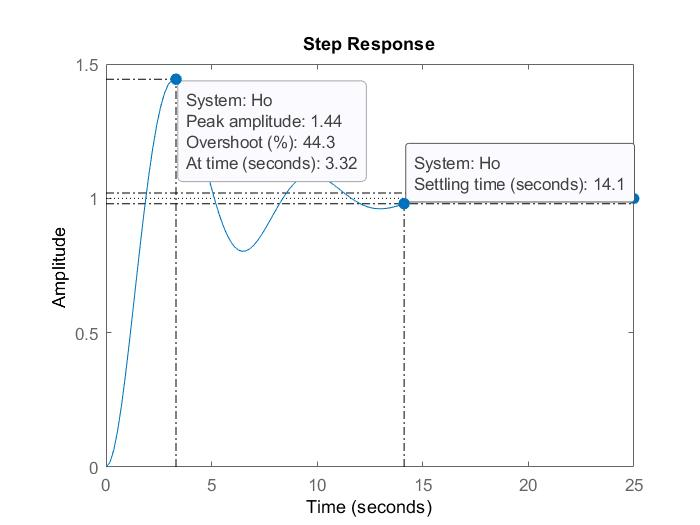 Step Response
1.5
System: Ho
Peak amplitude: 1.44
Overshoot (%): 44.3
At time (seconds): 3.32
System: Ho
Settling time (seconds): 14.1
1
Amplitude
0.5
0
0 5 10 15 20 25
Time (seconds)